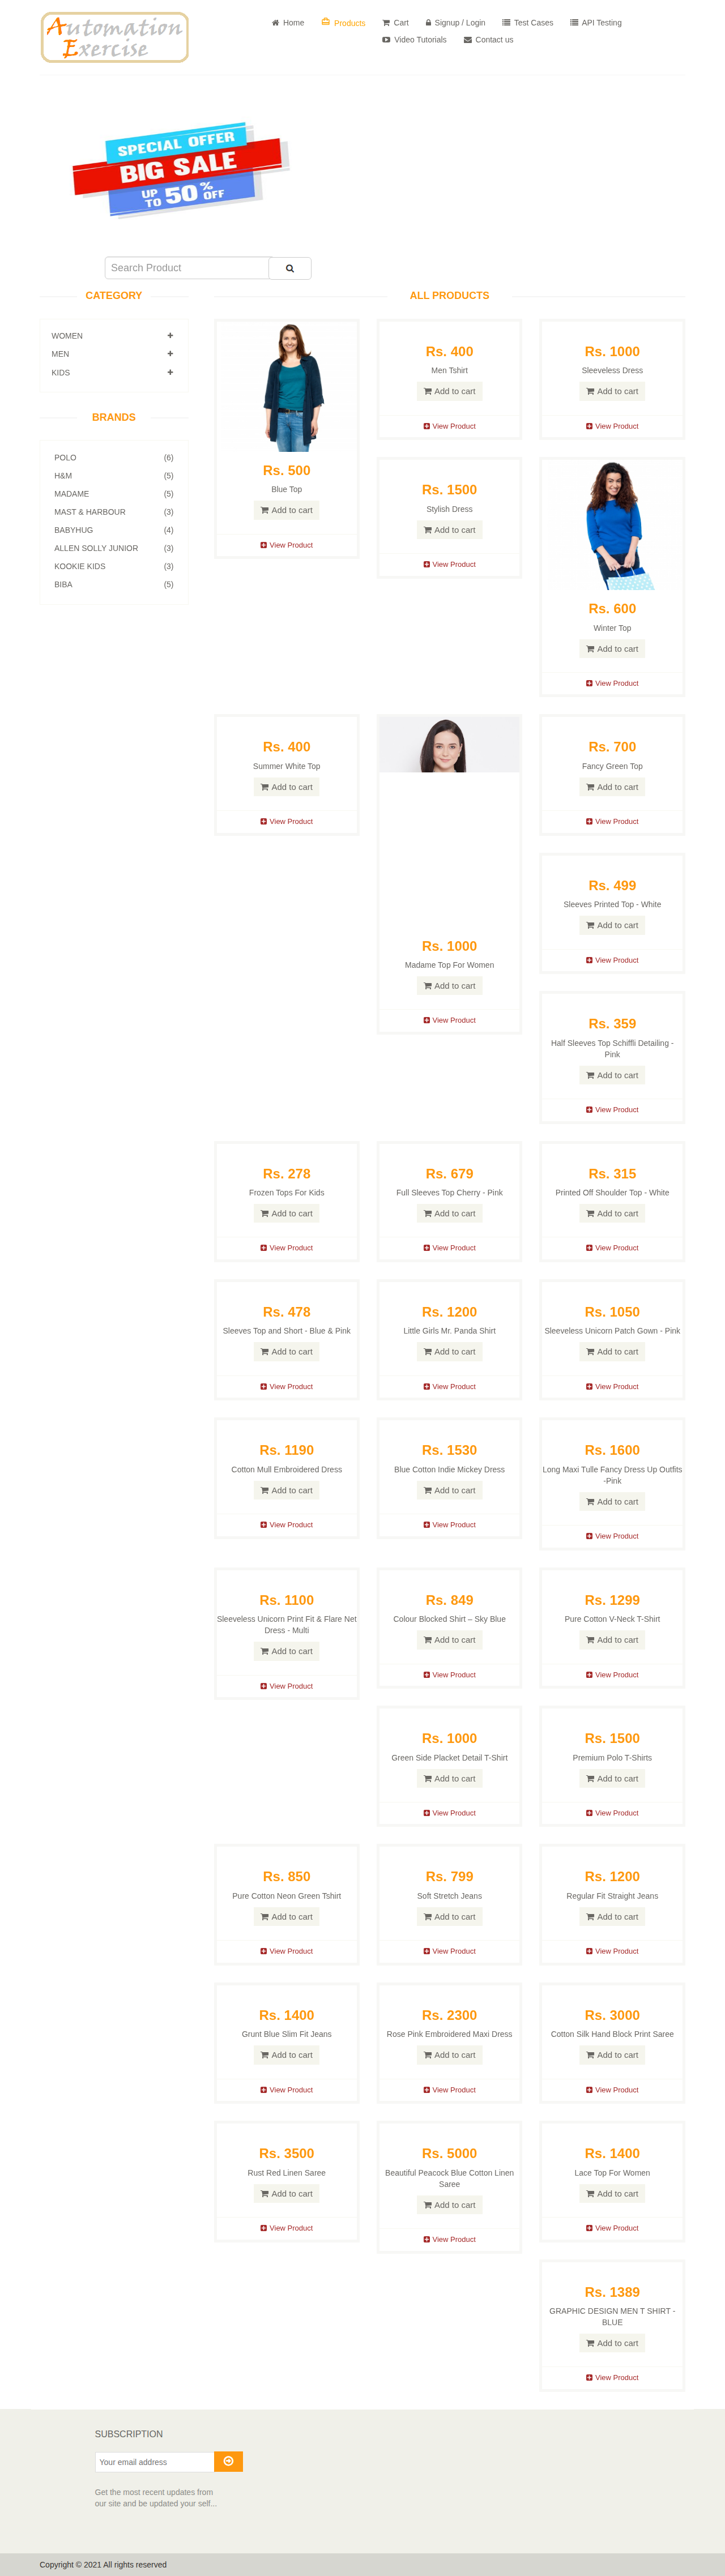 Automation
Exercise
Home
Products
Cart
Signup / Login
Test Cases
API Testing
Video Tutorials
Contact us
SPECIAL OFFER
BIG SALE
UP TO 50% OFF
Search Product
CATEGORY
WOMEN
MEN
KIDS
BRANDS
POLO (6)
H&M (5)
MADAME (5)
MAST & HARBOUR (3)
BABYHUG (4)
ALLEN SOLLY JUNIOR (3)
KOOKIE KIDS (3)
BIBA (5)
ALL PRODUCTS
Rs. 500
Blue Top
Add to cart
View Product
Rs. 400
Men Tshirt
Add to cart
View Product
Rs. 1000
Sleeveless Dress
Add to cart
View Product
Rs. 1500
Stylish Dress
Add to cart
View Product
Rs. 600
Winter Top
Add to cart
View Product
Rs. 400
Summer White Top
Add to cart
View Product
Rs. 1000
Madame Top For Women
Add to cart
View Product
Rs. 700
Fancy Green Top
Add to cart
View Product
Rs. 499
Sleeves Printed Top - White
Add to cart
View Product
Rs. 359
Half Sleeves Top Schiffli Detailing -
Pink
Add to cart
View Product
Rs. 278
Frozen Tops For Kids
Add to cart
View Product
Rs. 679
Full Sleeves Top Cherry - Pink
Add to cart
View Product
Rs. 315
Printed Off Shoulder Top - White
Add to cart
View Product
Rs. 478
Sleeves Top and Short - Blue & Pink
Add to cart
View Product
Rs. 1200
Little Girls Mr. Panda Shirt
Add to cart
View Product
Rs. 1050
Sleeveless Unicorn Patch Gown - Pink
Add to cart
View Product
Rs. 1190
Cotton Mull Embroidered Dress
Add to cart
View Product
Rs. 1530
Blue Cotton Indie Mickey Dress
Add to cart
View Product
Rs. 1600
Long Maxi Tulle Fancy Dress Up Outfits
-Pink
Add to cart
View Product
Rs. 1100
Sleeveless Unicorn Print Fit & Flare Net
Dress - Multi
Add to cart
View Product
Rs. 849
Colour Blocked Shirt – Sky Blue
Add to cart
View Product
Rs. 1299
Pure Cotton V-Neck T-Shirt
Add to cart
View Product
Rs. 1000
Green Side Placket Detail T-Shirt
Add to cart
View Product
Rs. 1500
Premium Polo T-Shirts
Add to cart
View Product
Rs. 850
Pure Cotton Neon Green Tshirt
Add to cart
View Product
Rs. 799
Soft Stretch Jeans
Add to cart
View Product
Rs. 1200
Regular Fit Straight Jeans
Add to cart
View Product
Rs. 1400
Grunt Blue Slim Fit Jeans
Add to cart
View Product
Rs. 2300
Rose Pink Embroidered Maxi Dress
Add to cart
View Product
Rs. 3000
Cotton Silk Hand Block Print Saree
Add to cart
View Product
Rs. 3500
Rust Red Linen Saree
Add to cart
View Product
Rs. 5000
Beautiful Peacock Blue Cotton Linen
Saree
Add to cart
View Product
Rs. 1400
Lace Top For Women
Add to cart
View Product
Rs. 1389
GRAPHIC DESIGN MEN T SHIRT -
BLUE
Add to cart
View Product
SUBSCRIPTION
Your email address
Get the most recent updates from
our site and be updated your self...
Copyright © 2021 All rights reserved